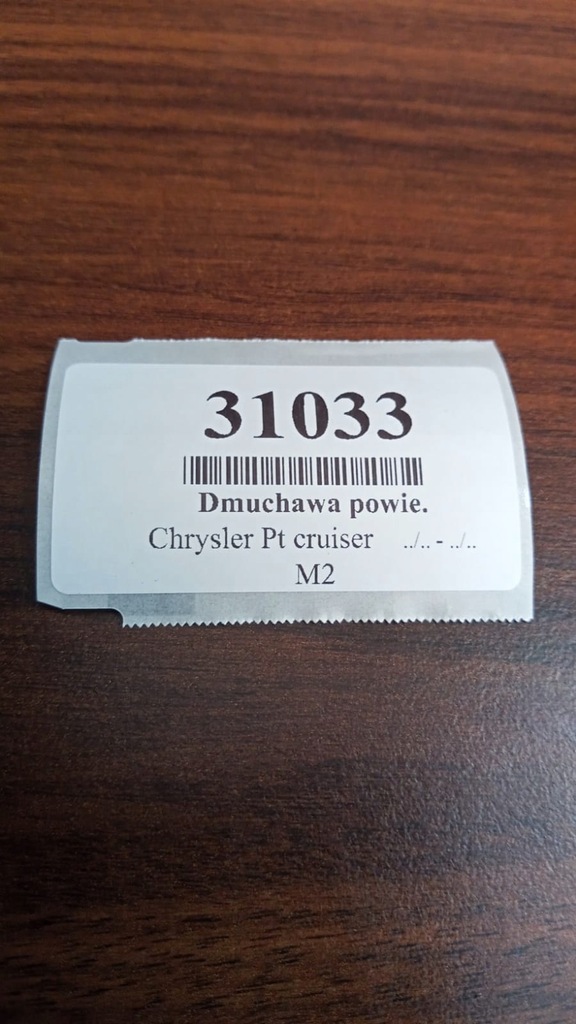 31033
Dmuchawa powie.
Chrysler Pt cruiser ../.. - ../..
M2